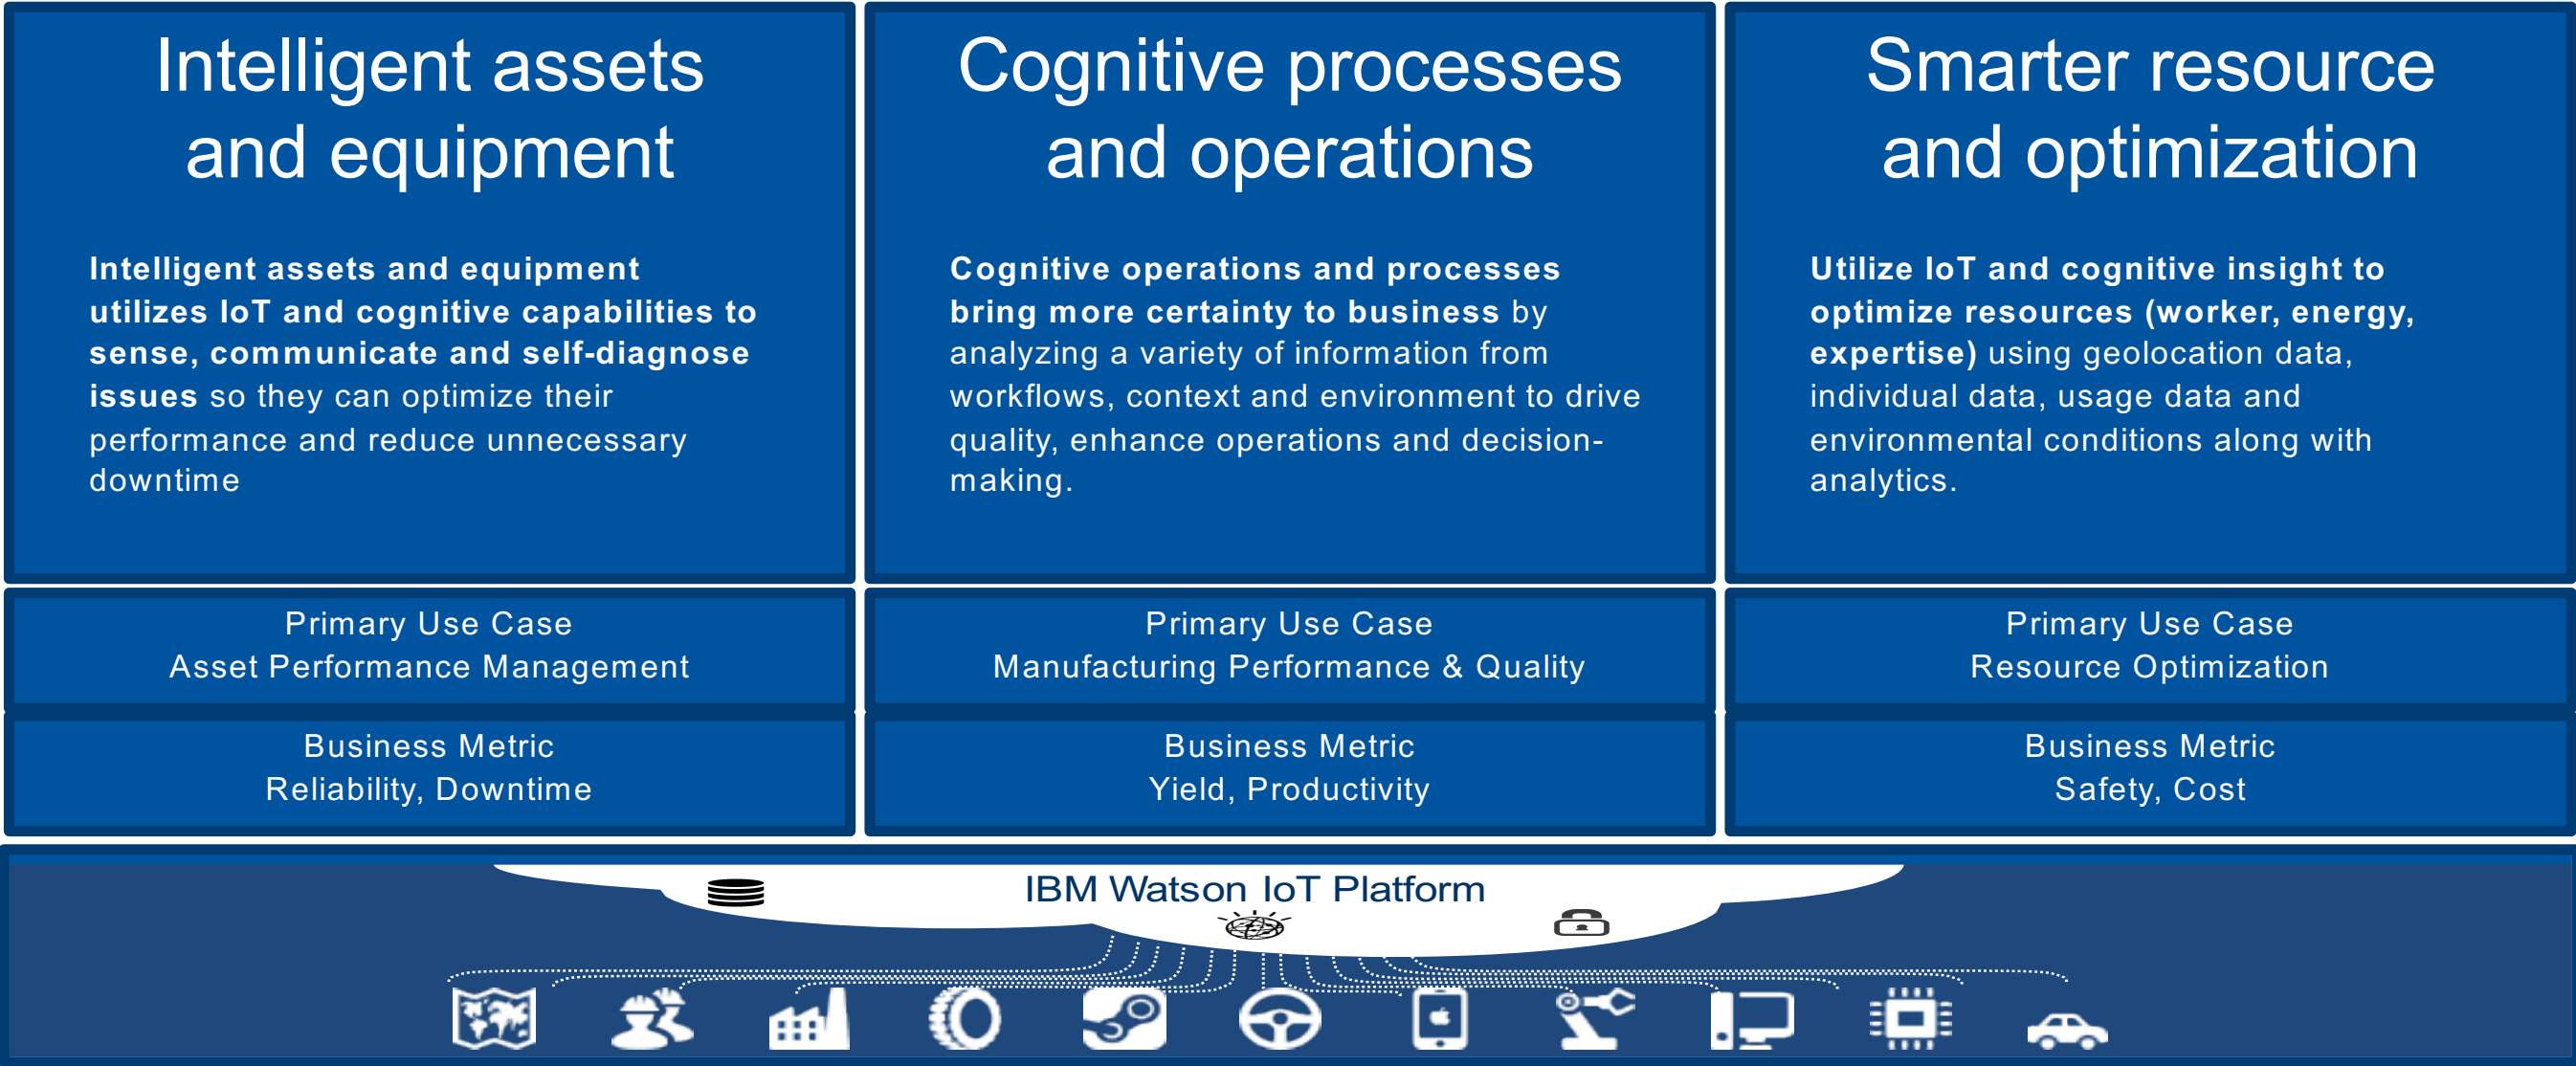 Intelligent assets
and equipment
Intelligent assets and equipment
utilizes IoT and cognitive capabilities to
sense, communicate and self-diagnose
issues so they can optimize their
performance and reduce unnecessary
downtime
Primary Use Case
Asset Performance Management
Business Metric
Reliability, Downtime
Cognitive processes
and operations
Cognitive operations and processes
bring more certainty to business by
analyzing a variety of information from
workflows, context and environment to drive
quality, enhance operations and decision-
making.
Primary Use Case
Manufacturing Performance & Quality
Business Metric
Yield, Productivity
Smarter resource
and optimization
Utilize IoT and cognitive insight to
optimize resources (worker, energy,
expertise) using geolocation data,
individual data, usage data and
environmental conditions along with
analytics.
Primary Use Case
Resource Optimization
Business Metric
Safety, Cost
IBM Watson IoT Platform